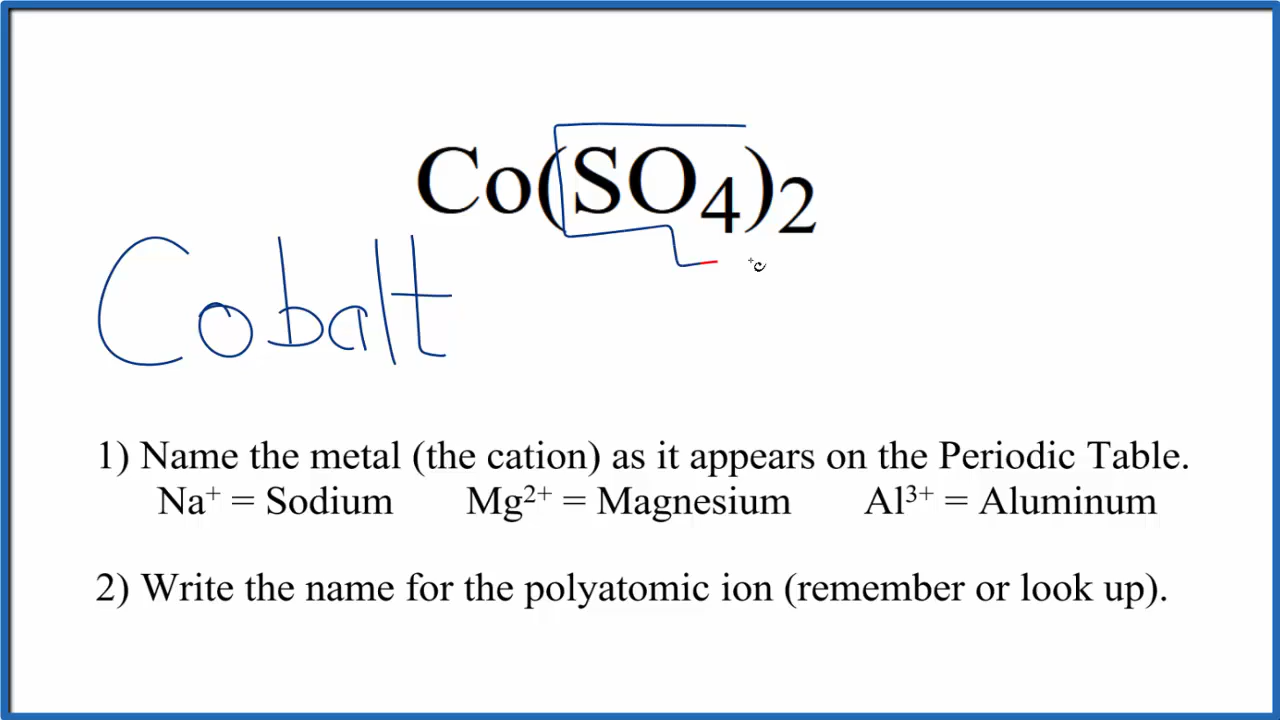 Co(SO₄)₂
Cobalt
1) Name the metal (the cation) as it appears on the Periodic Table.
Na⁺ = Sodium Mg²⁺ = Magnesium Al³⁺ = Aluminum
2) Write the name for the polyatomic ion (remember or look up).